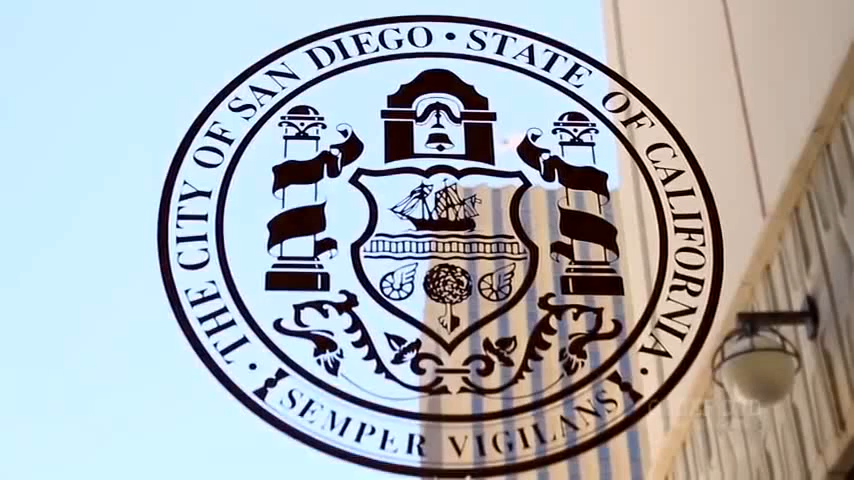 THE CITY OF SAN DIEGO • STATE OF CALIFORNIA
SEMPER VIGILANS